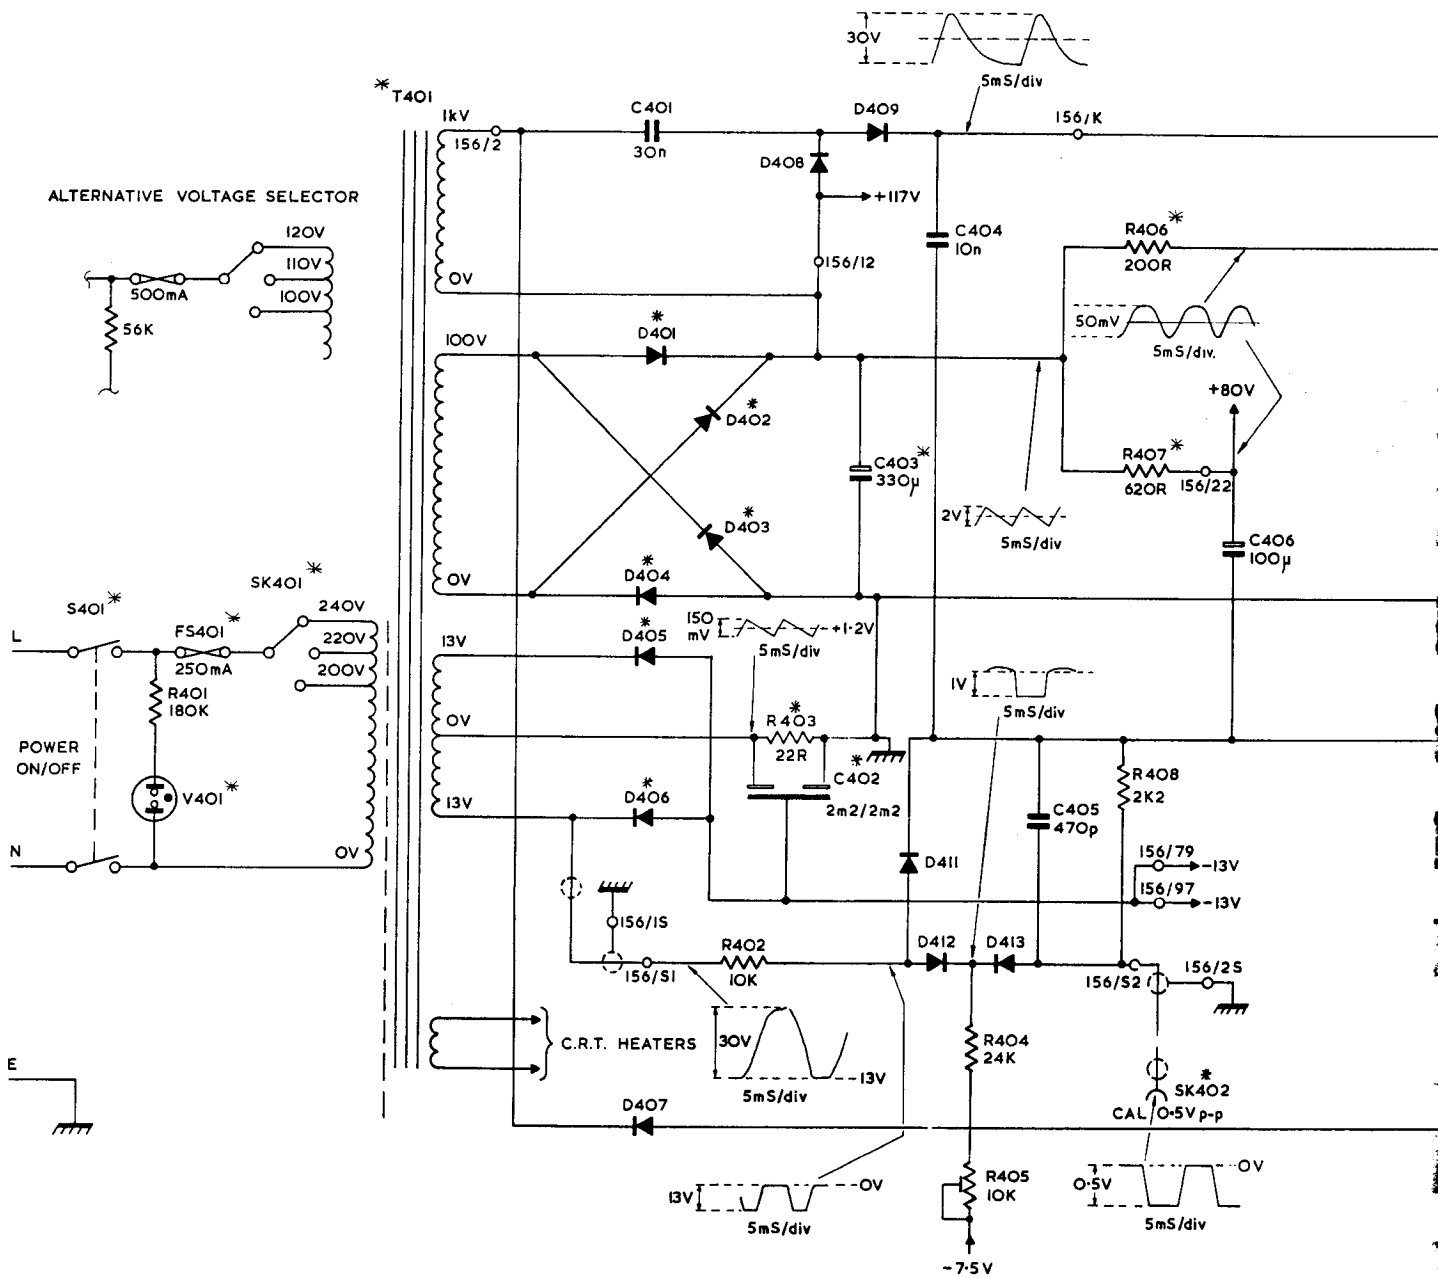 30V
5mS/div
* T401
1kV
156/2
C401
30n
D409
156/K
D408
+117V
ALTERNATIVE VOLTAGE SELECTOR
120V
110V
100V
500mA
56K
C404
10n
R406*
200R
156/12
0V
50mV
5mS/div.
100V
*
D401
*
D402
+80V
C403*
330µ
R407*
620R
156/22
*
D403
2V
5mS/div
C406
100µ
0V
*
D404
S401*
SK401*
240V
L
FS401*
250mA
220V
200V
13V
*
D405
150
mV
+1·2V
5mS/div
R401
180K
1V
5mS/div
POWER
ON/OFF
0V
*
R403
22R
*
C402
2m2/2m2
R408
2K2
V401*
13V
*
D406
C405
470p
N
0V
D411
156/79
-13V
156/97
-13V
156/1S
R402
10K
D412
D413
156/S1
156/S2
156/2S
C.R.T. HEATERS
30V
13V
5mS/div
R404
24K
E
*
SK402
CAL 0·5V p-p
D407
13V
0V
5mS/div
R405
10K
0·5V
0V
5mS/div
-7·5V